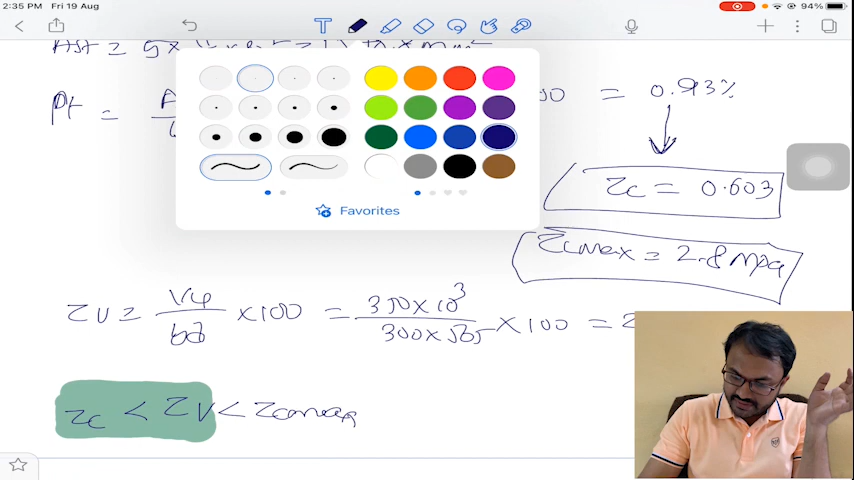 2:35 PM Fri 19 Aug 94%
Pt = = 0.93%
τc = 0.603
τcmax = 2.8 mpa
τv = Vu/bd × 100 = 350 × 10³/300 × 565 × 100 =
τc < τv < τcmax
Favorites